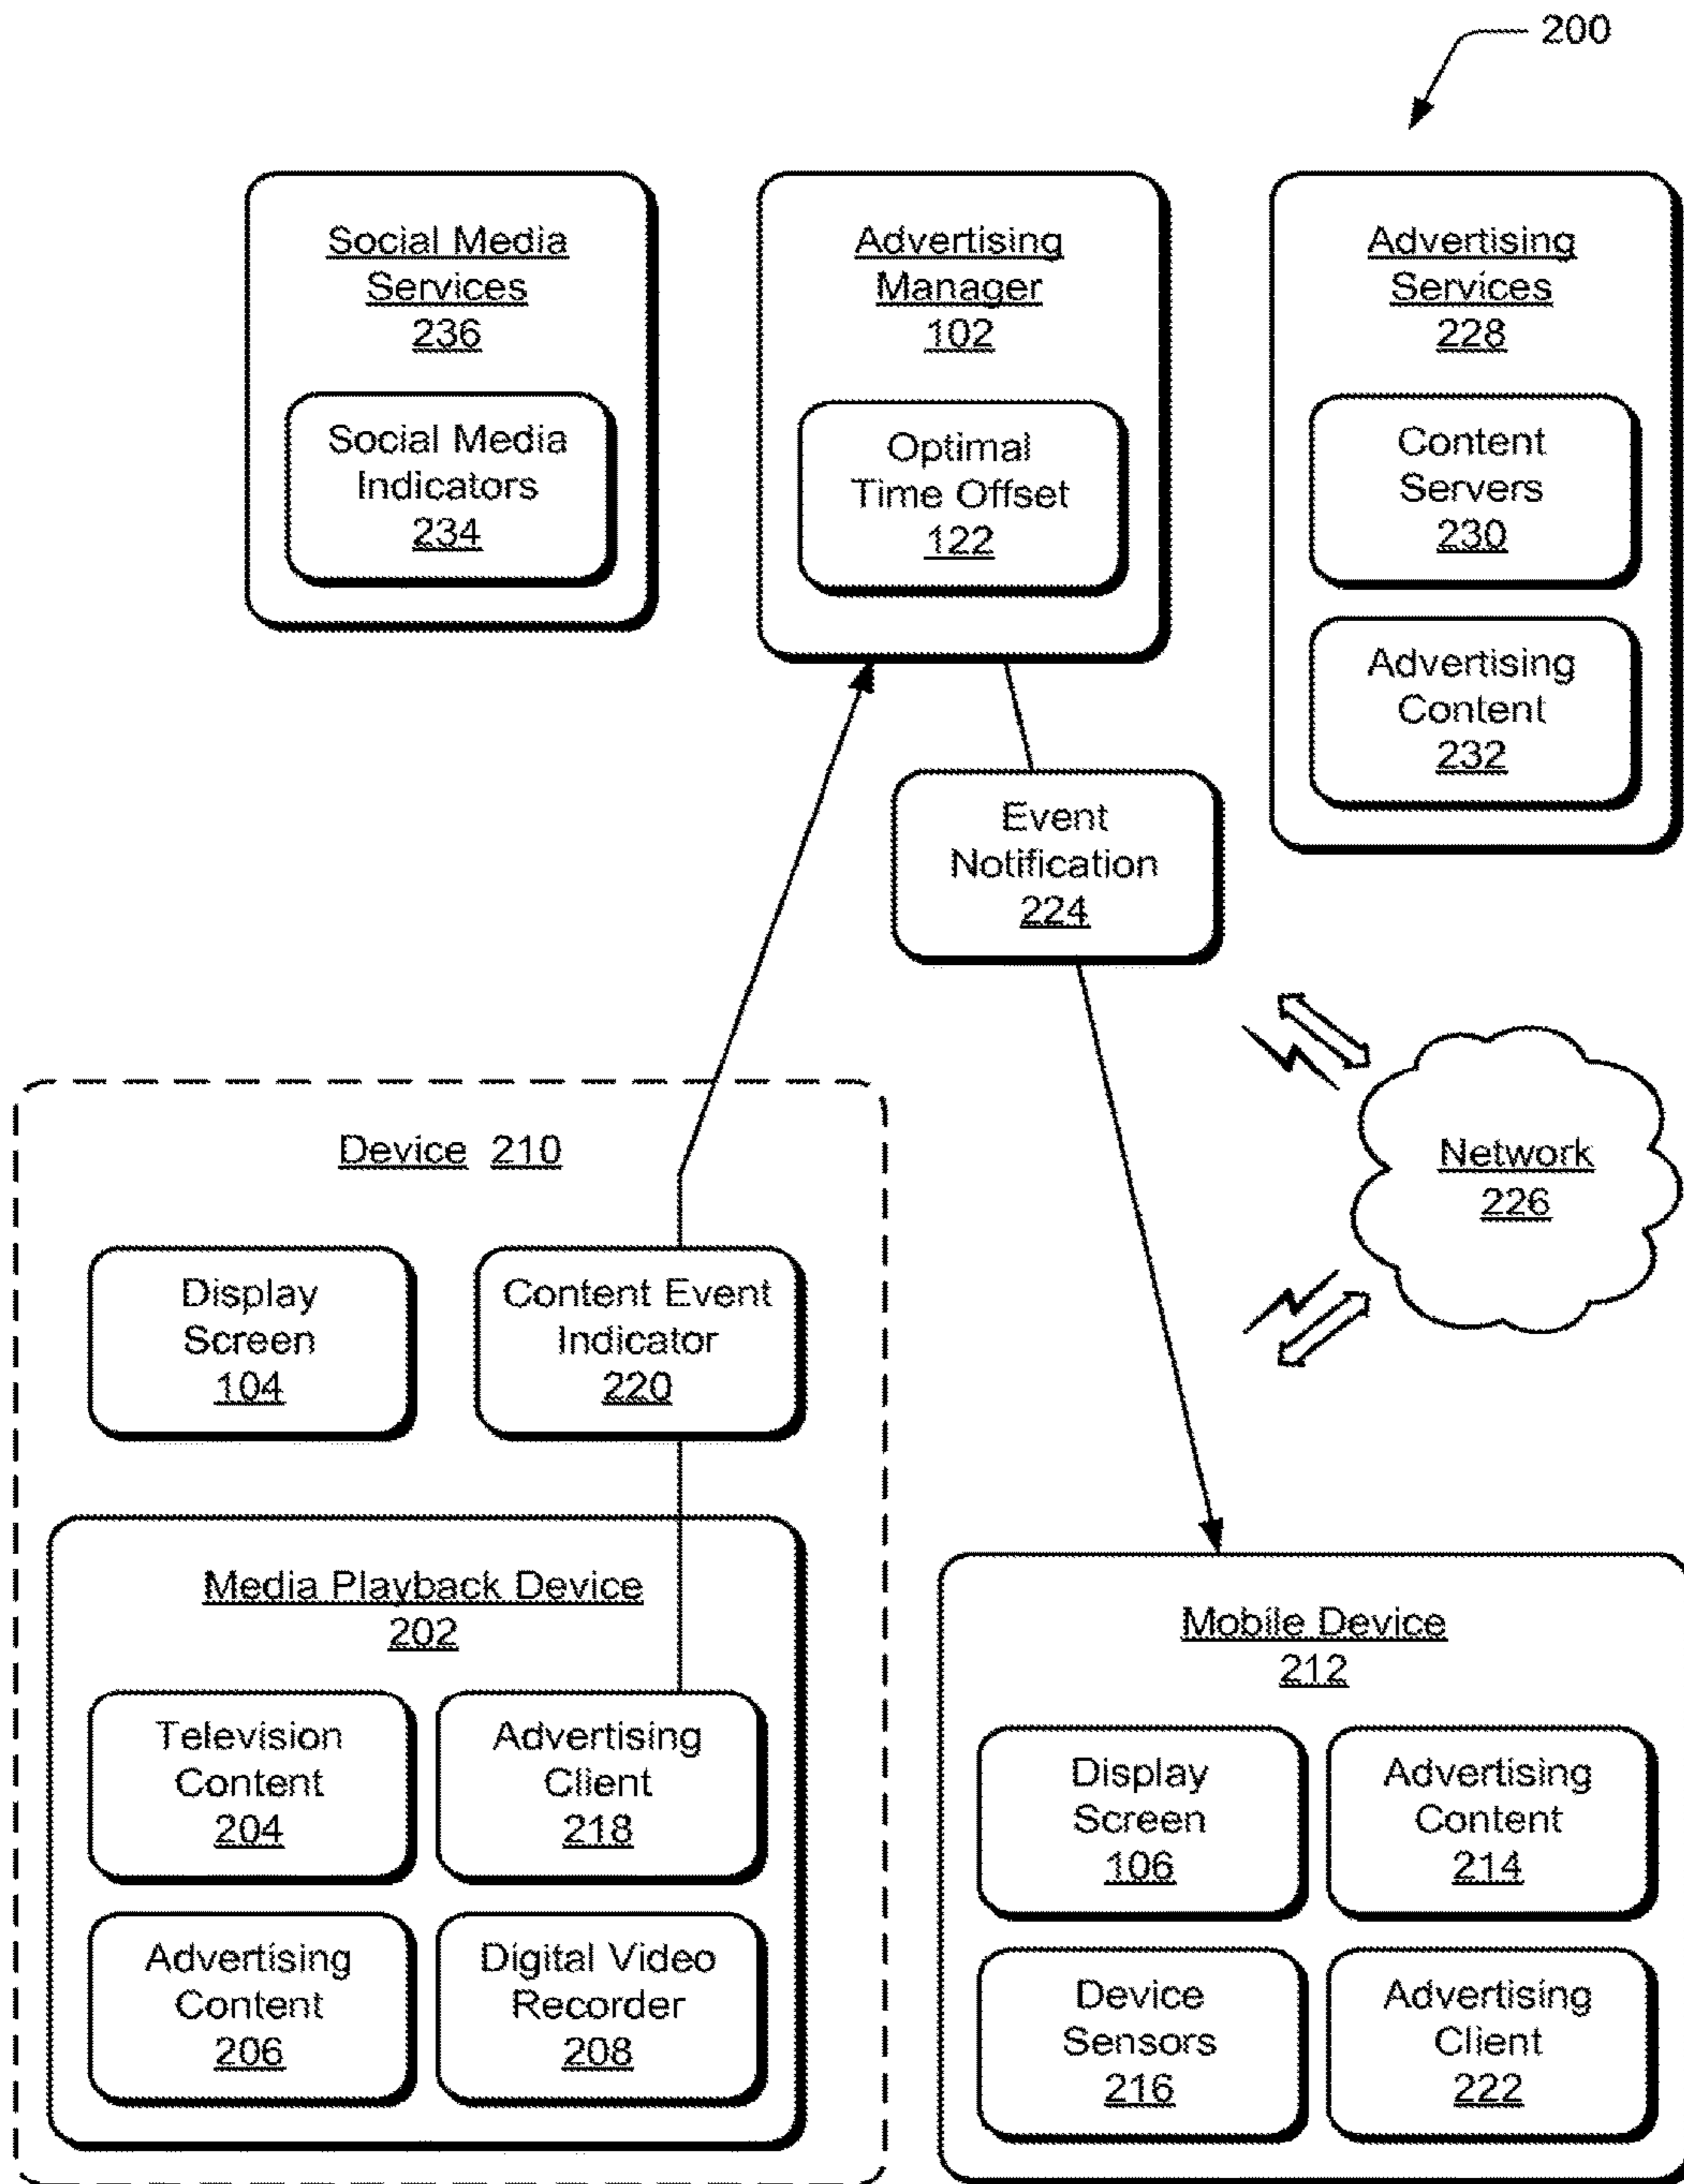 200
Social Media
Services
236
Social Media
Indicators
234
Advertising
Manager
102
Optimal
Time Offset
122
Advertising
Services
228
Content
Servers
230
Advertising
Content
232
Event
Notification
224
Network
226
Device 210
Display
Screen
104
Content Event
Indicator
220
Media Playback Device
202
Television
Content
204
Advertising
Client
218
Advertising
Content
206
Digital Video
Recorder
208
Mobile Device
212
Display
Screen
106
Advertising
Content
214
Device
Sensors
216
Advertising
Client
222